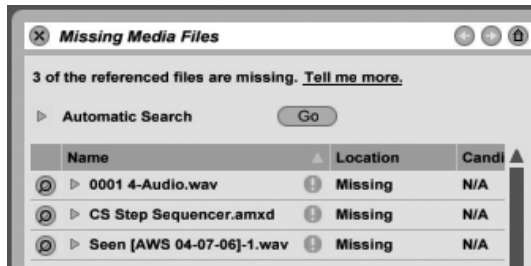 Missing Media Files
3 of the referenced files are missing. Tell me more.
Automatic Search Go
Name Location Candi
0001 4-Audio.wav Missing N/A
CS Step Sequencer.amxd Missing N/A
Seen [AWS 04-07-06]-1.wav Missing N/A